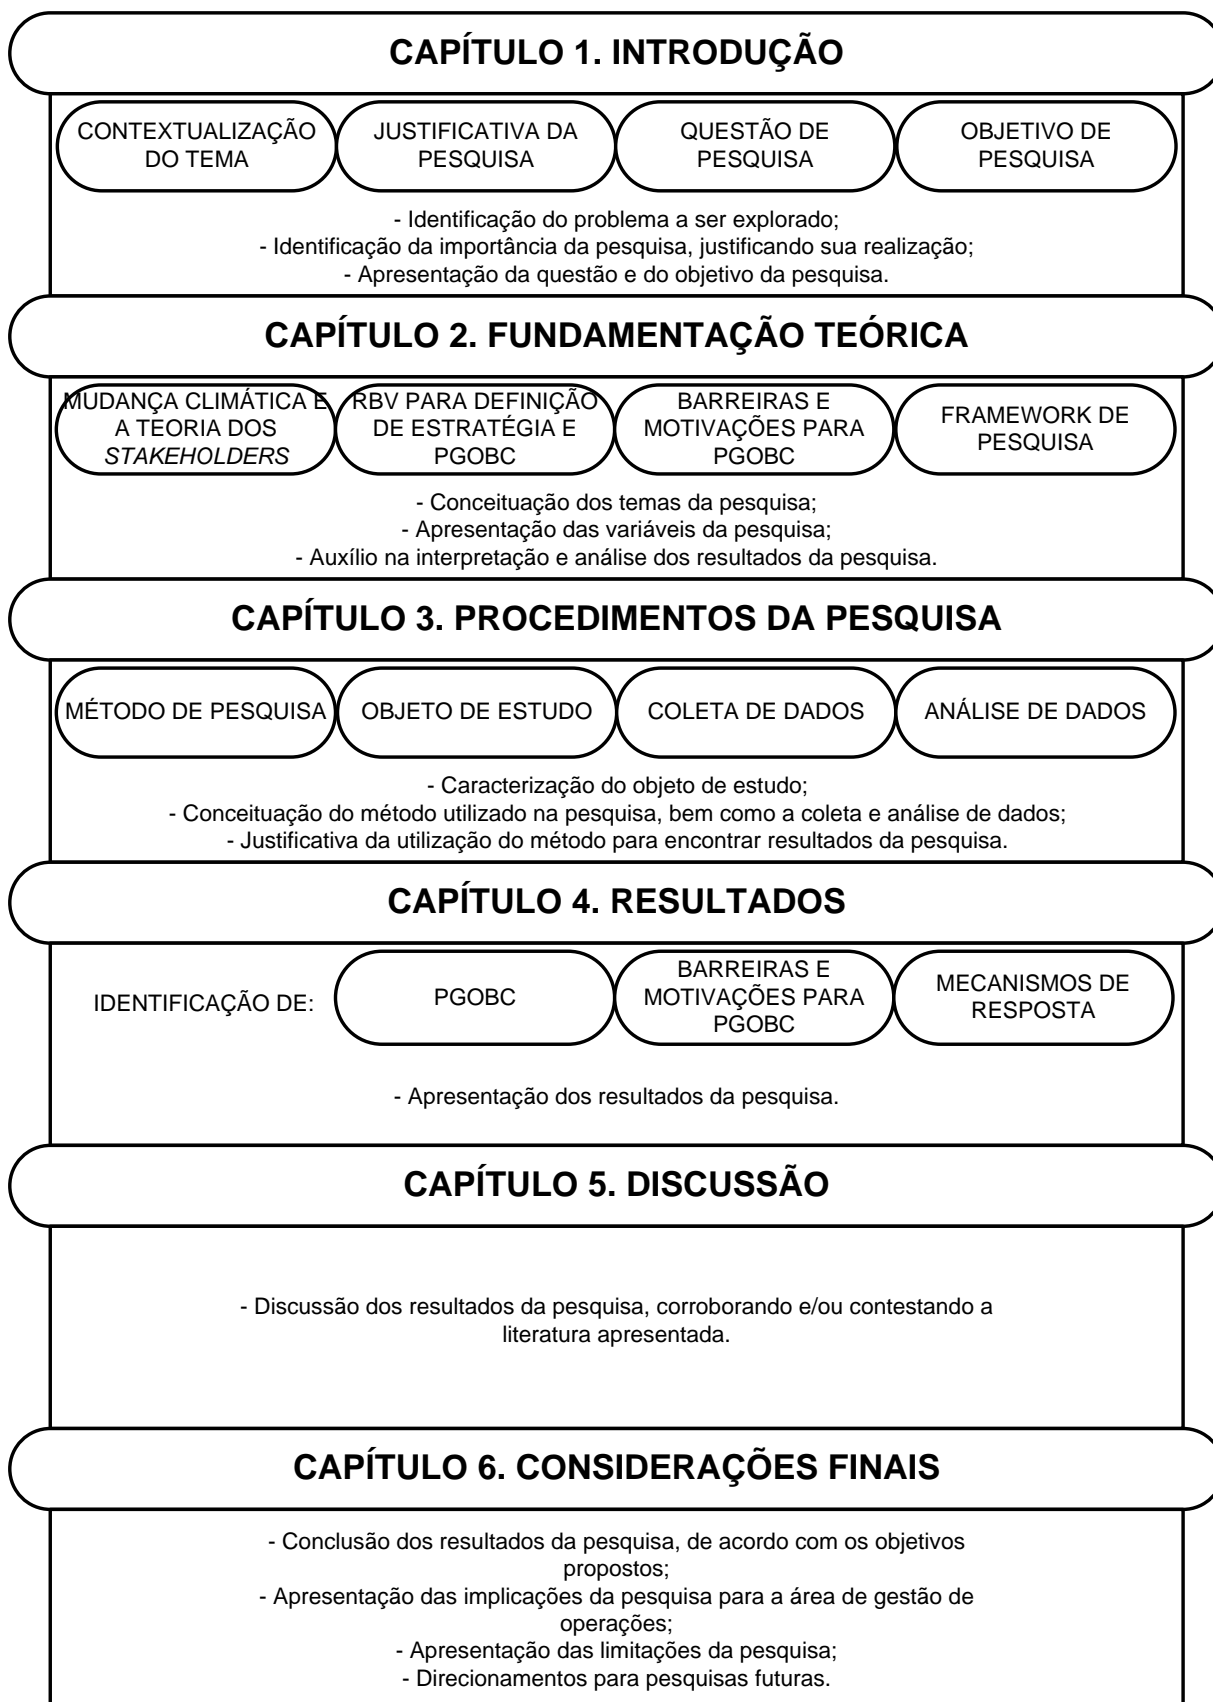 CAPÍTULO 1. INTRODUÇÃO
CONTEXTUALIZAÇÃO
DO TEMA
JUSTIFICATIVA DA
PESQUISA
QUESTÃO DE
PESQUISA
OBJETIVO DE
PESQUISA
- Identificação do problema a ser explorado;
- Identificação da importância da pesquisa, justificando sua realização;
- Apresentação da questão e do objetivo da pesquisa.
CAPÍTULO 2. FUNDAMENTAÇÃO TEÓRICA
MUDANÇA CLIMÁTICA E
A TEORIA DOS
STAKEHOLDERS
RBV PARA DEFINIÇÃO
DE ESTRATÉGIA E
PGOBC
BARREIRAS E
MOTIVAÇÕES PARA
PGOBC
FRAMEWORK DE
PESQUISA
- Conceituação dos temas da pesquisa;
- Apresentação das variáveis da pesquisa;
- Auxílio na interpretação e análise dos resultados da pesquisa.
CAPÍTULO 3. PROCEDIMENTOS DA PESQUISA
MÉTODO DE PESQUISA
OBJETO DE ESTUDO
COLETA DE DADOS
ANÁLISE DE DADOS
- Caracterização do objeto de estudo;
- Conceituação do método utilizado na pesquisa, bem como a coleta e análise de dados;
- Justificativa da utilização do método para encontrar resultados da pesquisa.
CAPÍTULO 4. RESULTADOS
IDENTIFICAÇÃO DE:
PGOBC
BARREIRAS E
MOTIVAÇÕES PARA
PGOBC
MECANISMOS DE
RESPOSTA
- Apresentação dos resultados da pesquisa.
CAPÍTULO 5. DISCUSSÃO
- Discussão dos resultados da pesquisa, corroborando e/ou contestando a
literatura apresentada.
CAPÍTULO 6. CONSIDERAÇÕES FINAIS
- Conclusão dos resultados da pesquisa, de acordo com os objetivos
propostos;
- Apresentação das implicações da pesquisa para a área de gestão de
operações;
- Apresentação das limitações da pesquisa;
- Direcionamentos para pesquisas futuras.